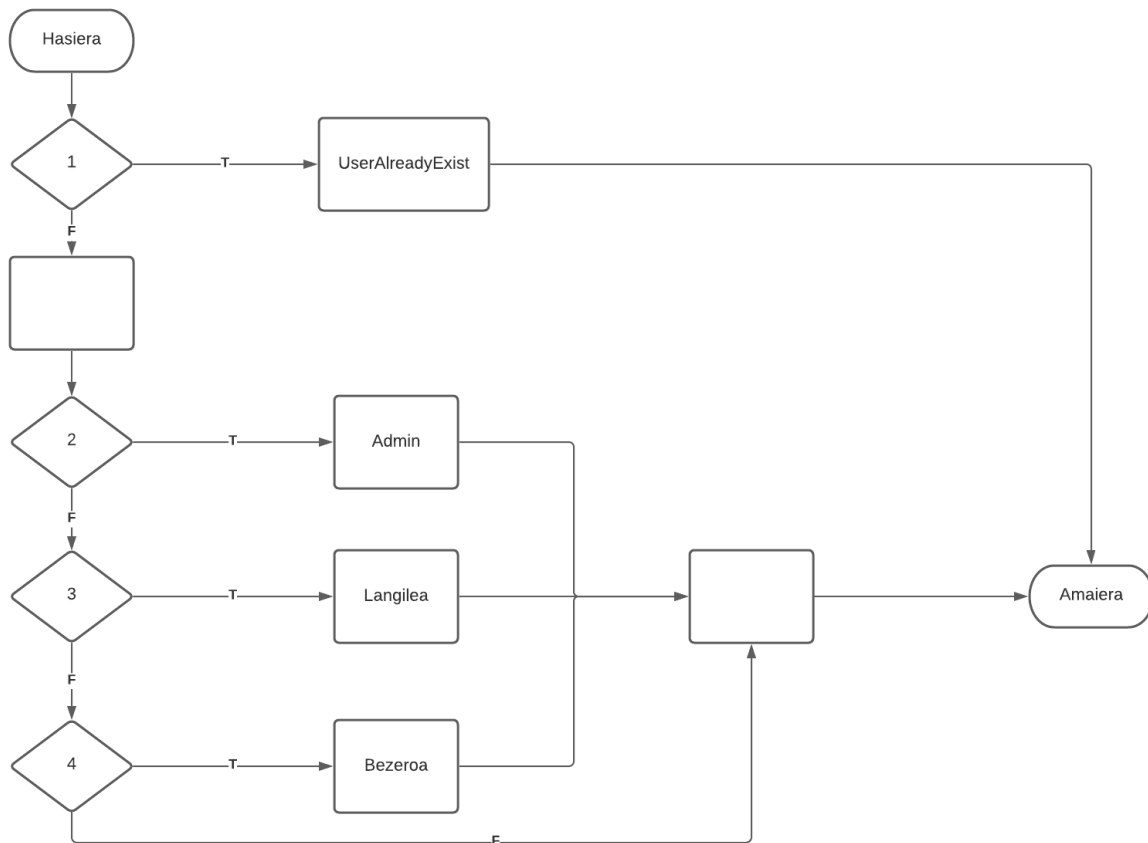 Hasiera
1
T
UserAlreadyExist
F
2
T
Admin
F
3
T
Langilea
Amaiera
F
4
T
Bezeroa
F